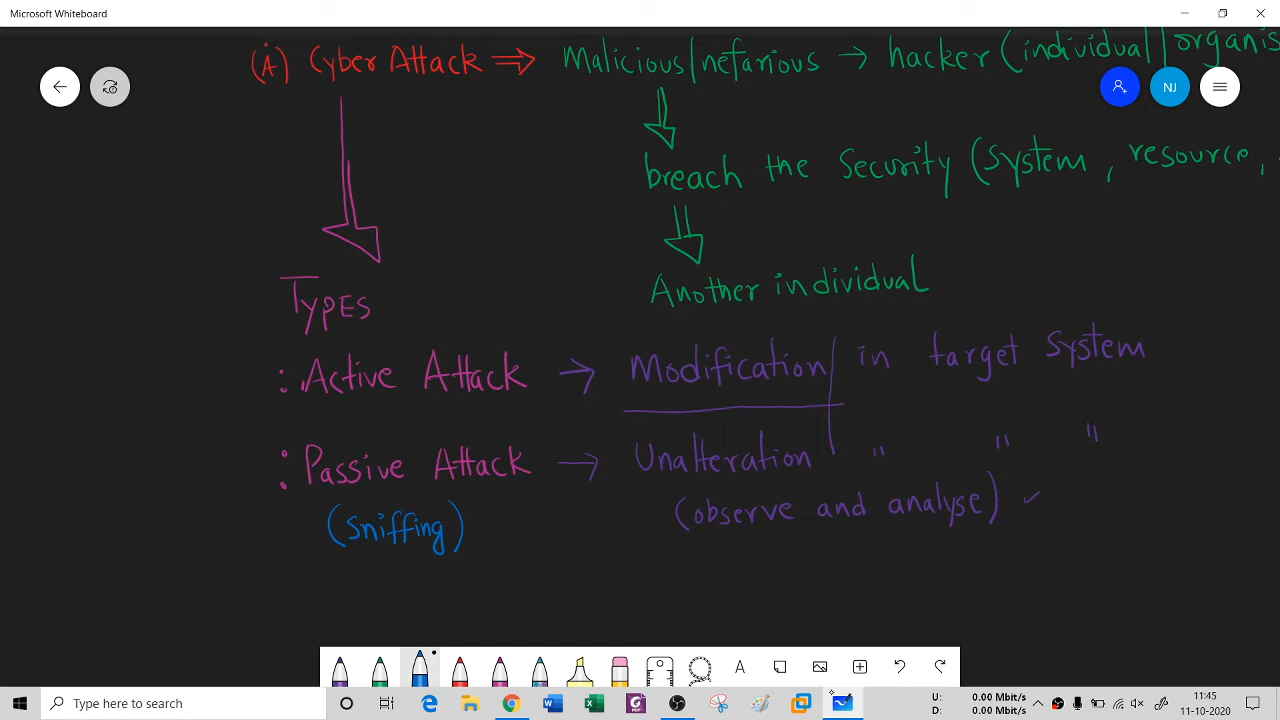 Microsoft Whiteboard
(A) Cyber Attack ⇒ Malicious/nefarious → hacker (individual/organis
NJ
breach the Security (System, resource,
Another individual
Types
: Active Attack → Modification in target System
: Passive Attack → Unalteration " " "
(observe and analyse) ✓
(Sniffing)
Type here to search
U: 0.00 Mbit/s
D: 0.00 Mbit/s
11:45
11-10-2020